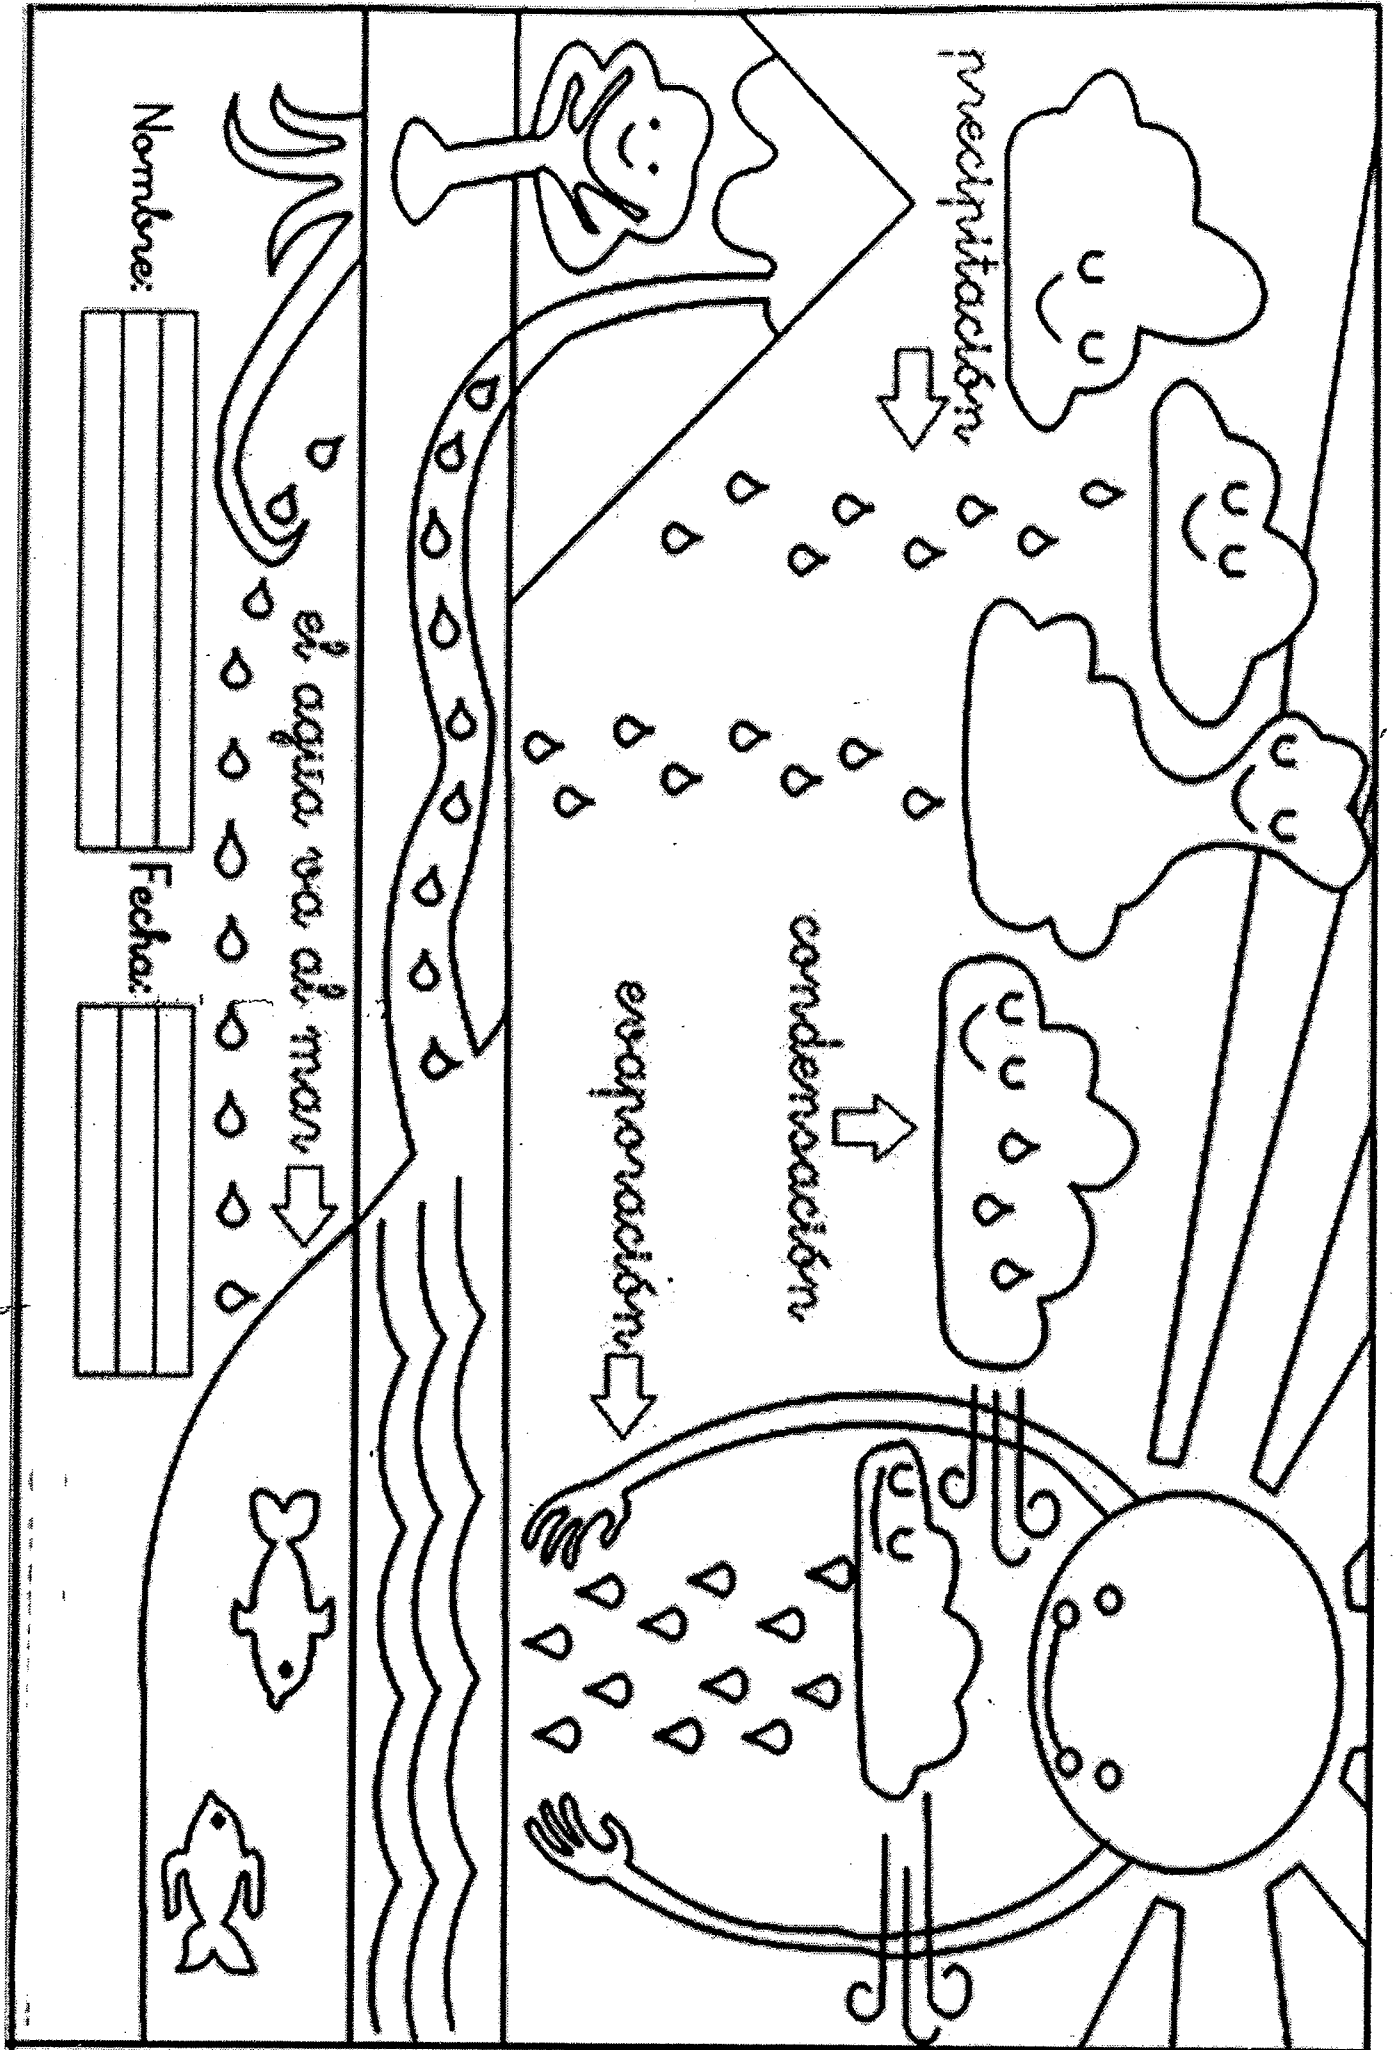 precipitación
condensación
evaporación
el agua va al mar
Nombre: Fecha: